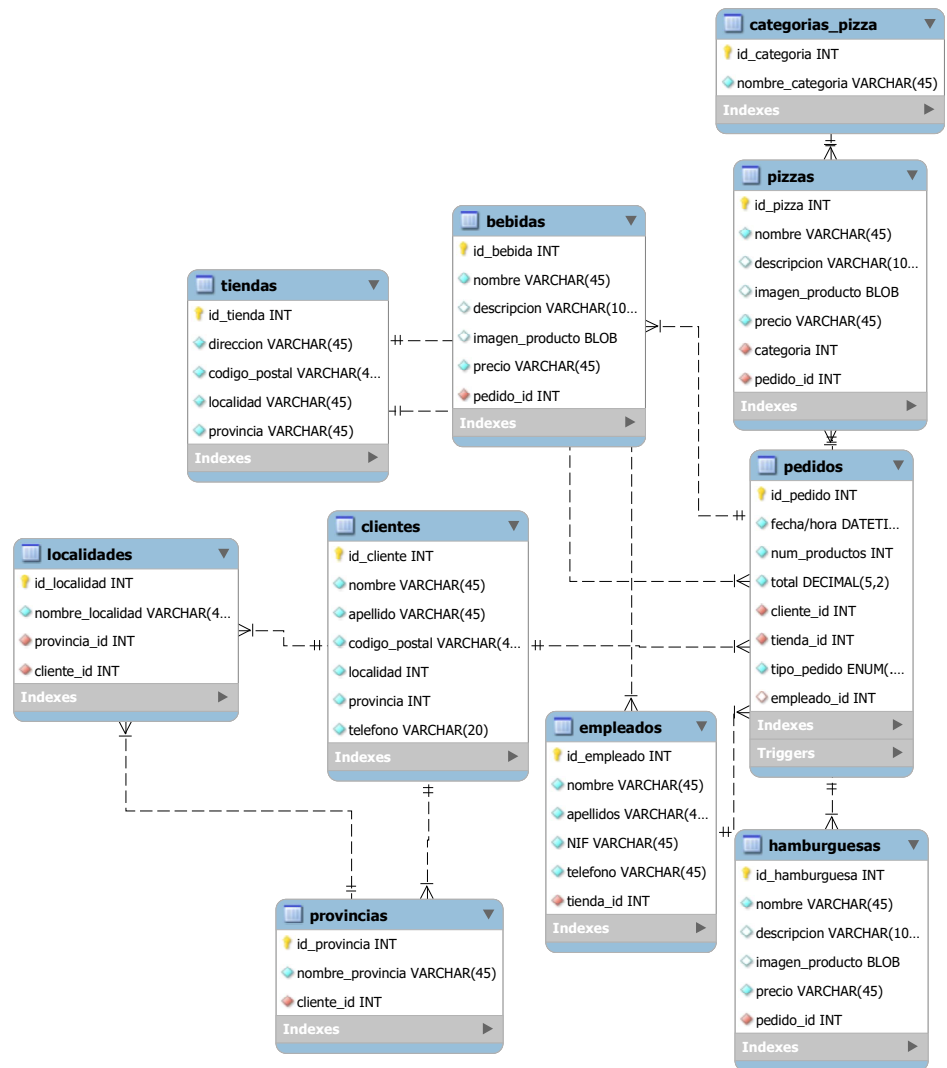 categorias_pizza
id_categoria INT
nombre_categoria VARCHAR(45)
Indexes
pizzas
id_pizza INT
nombre VARCHAR(45)
descripcion VARCHAR(10...
imagen_producto BLOB
precio VARCHAR(45)
categoria INT
pedido_id INT
Indexes
bebidas
id_bebida INT
nombre VARCHAR(45)
descripcion VARCHAR(10...
imagen_producto BLOB
precio VARCHAR(45)
pedido_id INT
Indexes
tiendas
id_tienda INT
direccion VARCHAR(45)
codigo_postal VARCHAR(4...
localidad VARCHAR(45)
provincia VARCHAR(45)
Indexes
pedidos
id_pedido INT
fecha/hora DATETI...
num_productos INT
total DECIMAL(5,2)
cliente_id INT
tienda_id INT
tipo_pedido ENUM(....
empleado_id INT
Indexes
Triggers
clientes
id_cliente INT
nombre VARCHAR(45)
apellido VARCHAR(45)
codigo_postal VARCHAR(4...
localidad INT
provincia INT
telefono VARCHAR(20)
Indexes
localidades
id_localidad INT
nombre_localidad VARCHAR(4...
provincia_id INT
cliente_id INT
Indexes
empleados
id_empleado INT
nombre VARCHAR(45)
apellidos VARCHAR(4...
NIF VARCHAR(45)
telefono VARCHAR(45)
tienda_id INT
Indexes
hamburguesas
id_hamburguesa INT
nombre VARCHAR(45)
descripcion VARCHAR(10...
imagen_producto BLOB
precio VARCHAR(45)
pedido_id INT
Indexes
provincias
id_provincia INT
nombre_provincia VARCHAR(45)
cliente_id INT
Indexes